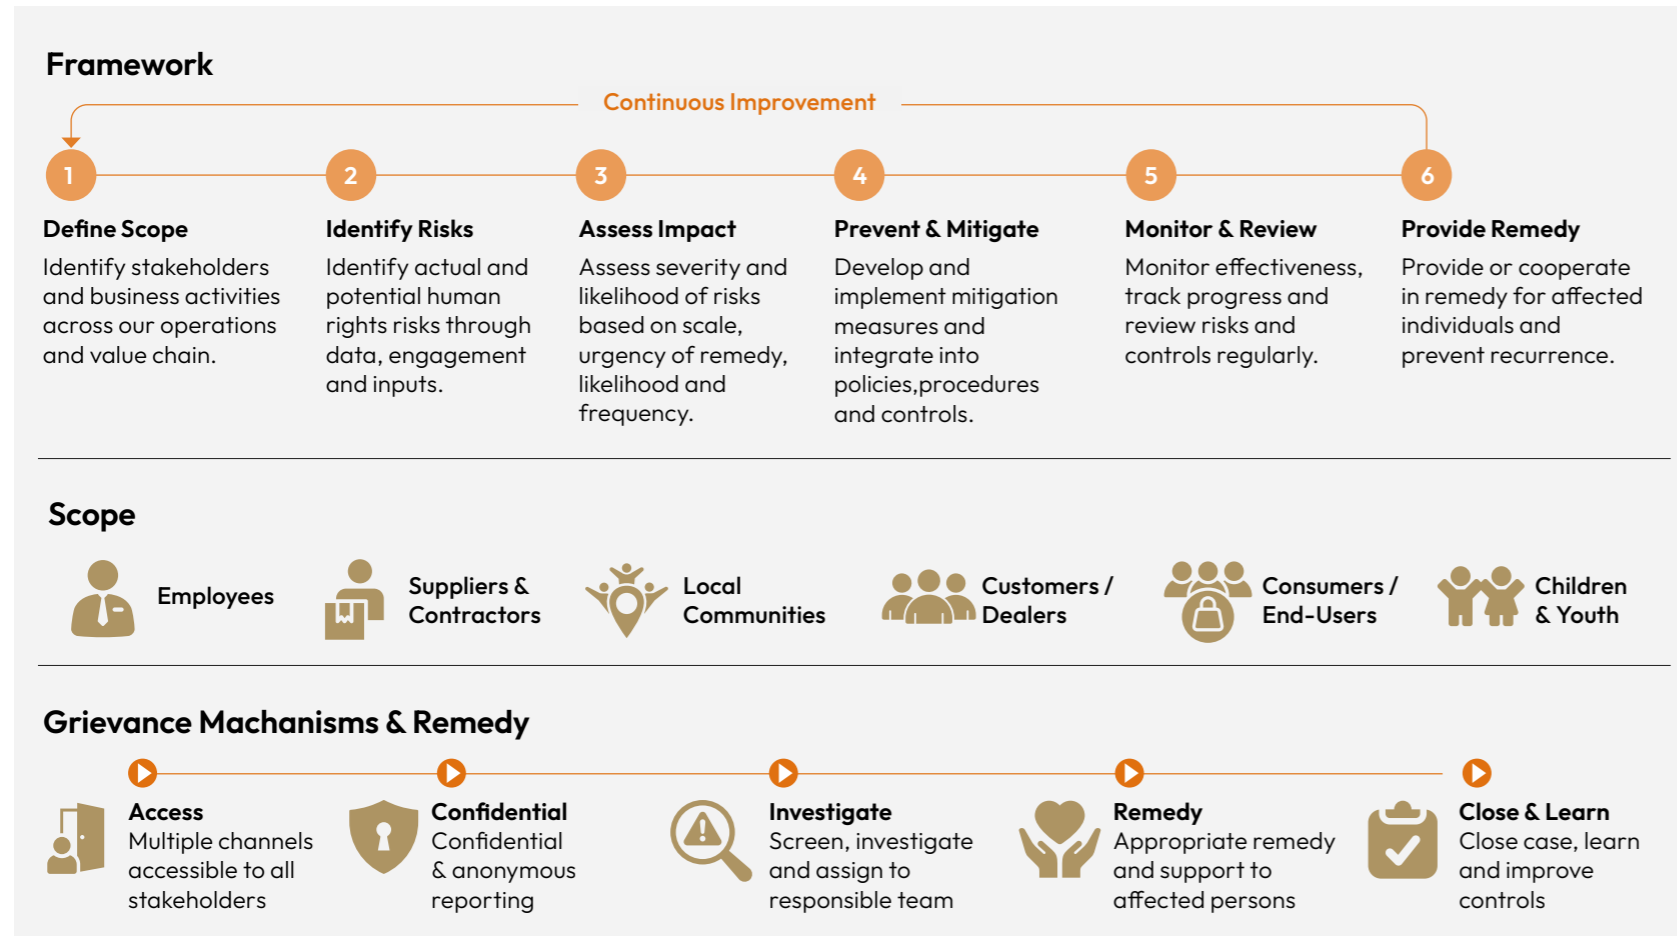 Framework
Continuous Improvement
1
2
3
4
5
6
Define Scope
Identify stakeholders
and business activities
across our operations
and value chain.
Identify Risks
Identify actual and
potential human
rights risks through
data, engagement
and inputs.
Assess Impact
Assess severity and
likelihood of risks
based on scale,
urgency of remedy,
likelihood and
frequency.
Prevent & Mitigate
Develop and
implement mitigation
measures and
integrate into
policies,procedures
and controls.
Monitor & Review
Monitor effectiveness,
track progress and
review risks and
controls regularly.
Provide Remedy
Provide or cooperate
in remedy for affected
individuals and
prevent recurrence.
Scope
Employees
Suppliers &
Contractors
Local
Communities
Customers /
Dealers
Consumers /
End-Users
Children
& Youth
Grievance Machanisms & Remedy
Access
Multiple channels
accessible to all
stakeholders
Confidential
Confidential
& anonymous
reporting
Investigate
Screen, investigate
and assign to
responsible team
Remedy
Appropriate remedy
and support to
affected persons
Close & Learn
Close case, learn
and improve
controls